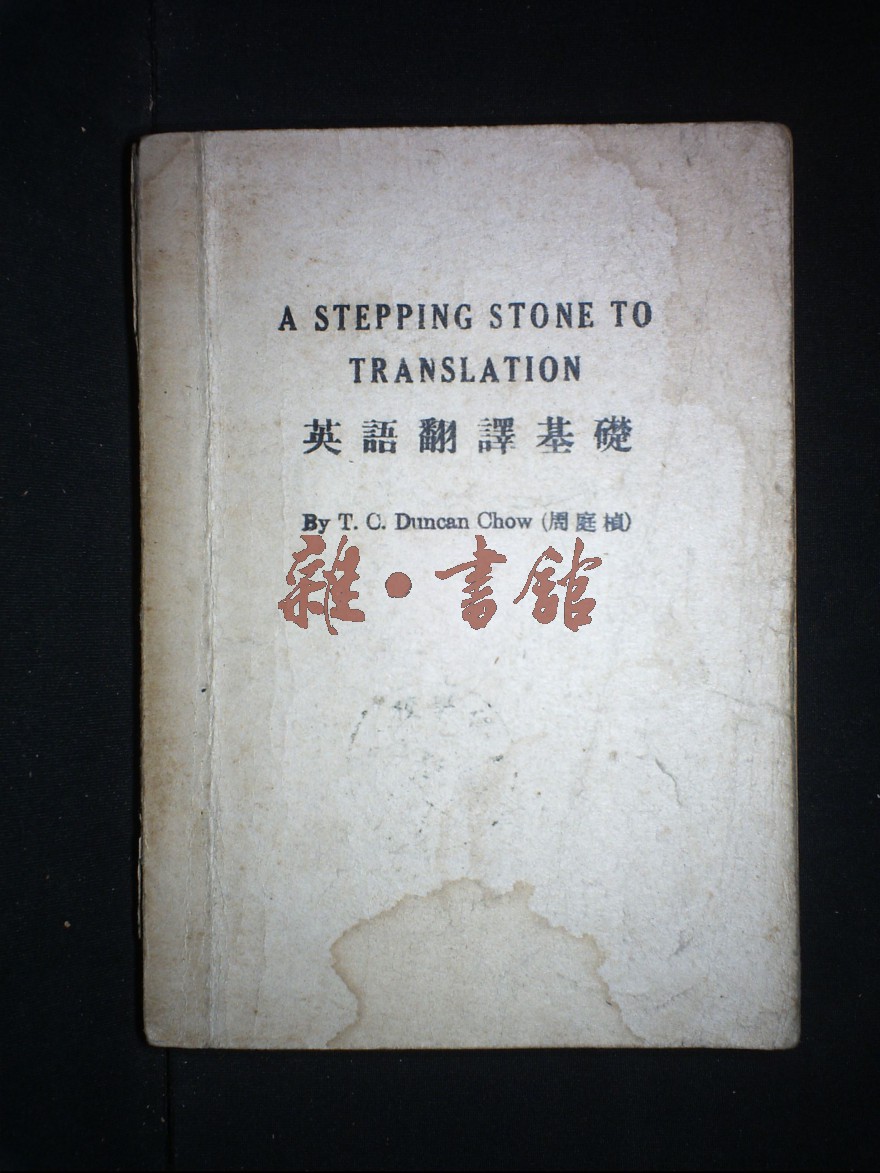 A STEPPING STONE TO
TRANSLATION
英語翻譯基礎
By T. C. Duncan Chow (周庭楨)
雜·書館